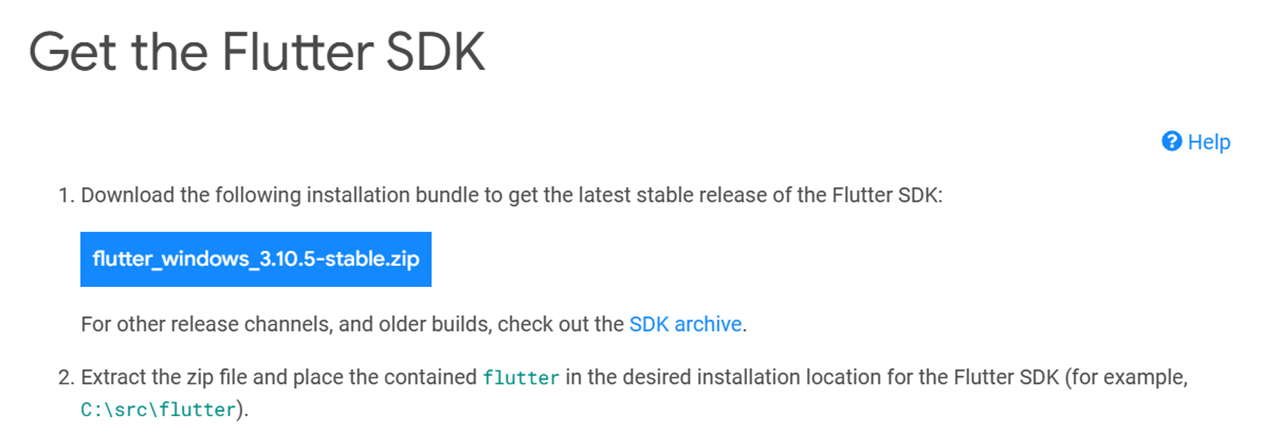 Get the Flutter SDK
Help
1. Download the following installation bundle to get the latest stable release of the Flutter SDK:
flutter_windows_3.10.5-stable.zip
For other release channels, and older builds, check out the SDK archive.
2. Extract the zip file and place the contained flutter in the desired installation location for the Flutter SDK (for example,
C:\src\flutter).